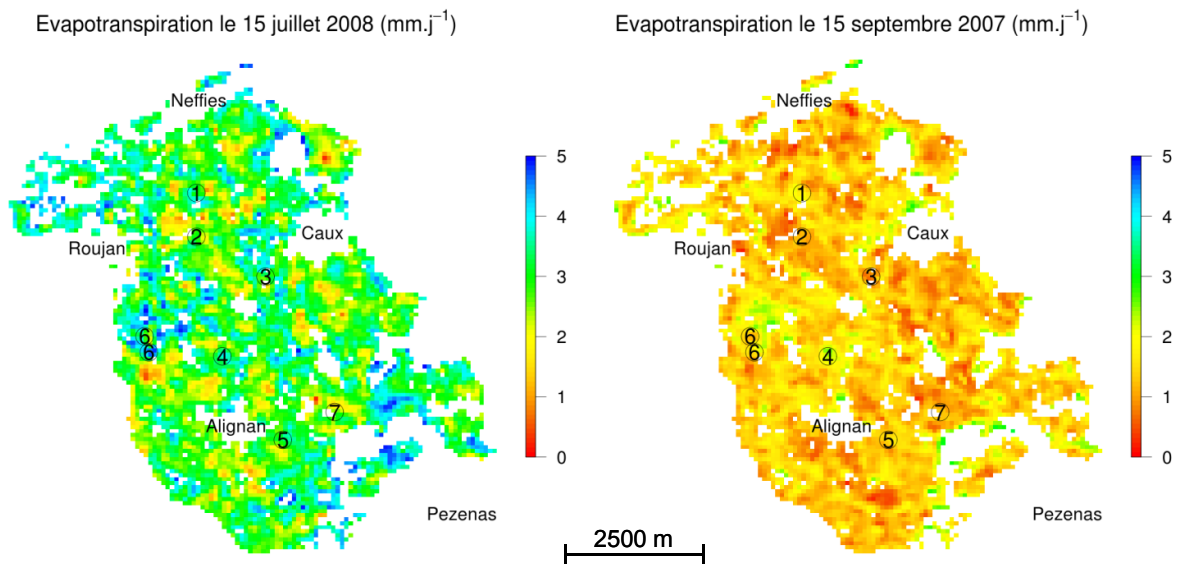 Evapotranspiration le 15 juillet 2008 (mm.j⁻¹)
Neffies
1
Roujan
2
Caux
3
6
6
4
7
Alignan
5
Pezenas
5
4
3
2
1
0
Evapotranspiration le 15 septembre 2007 (mm.j⁻¹)
Neffies
1
Roujan
2
Caux
3
6
6
4
7
Alignan
5
Pezenas
5
4
3
2
1
0
2500 m